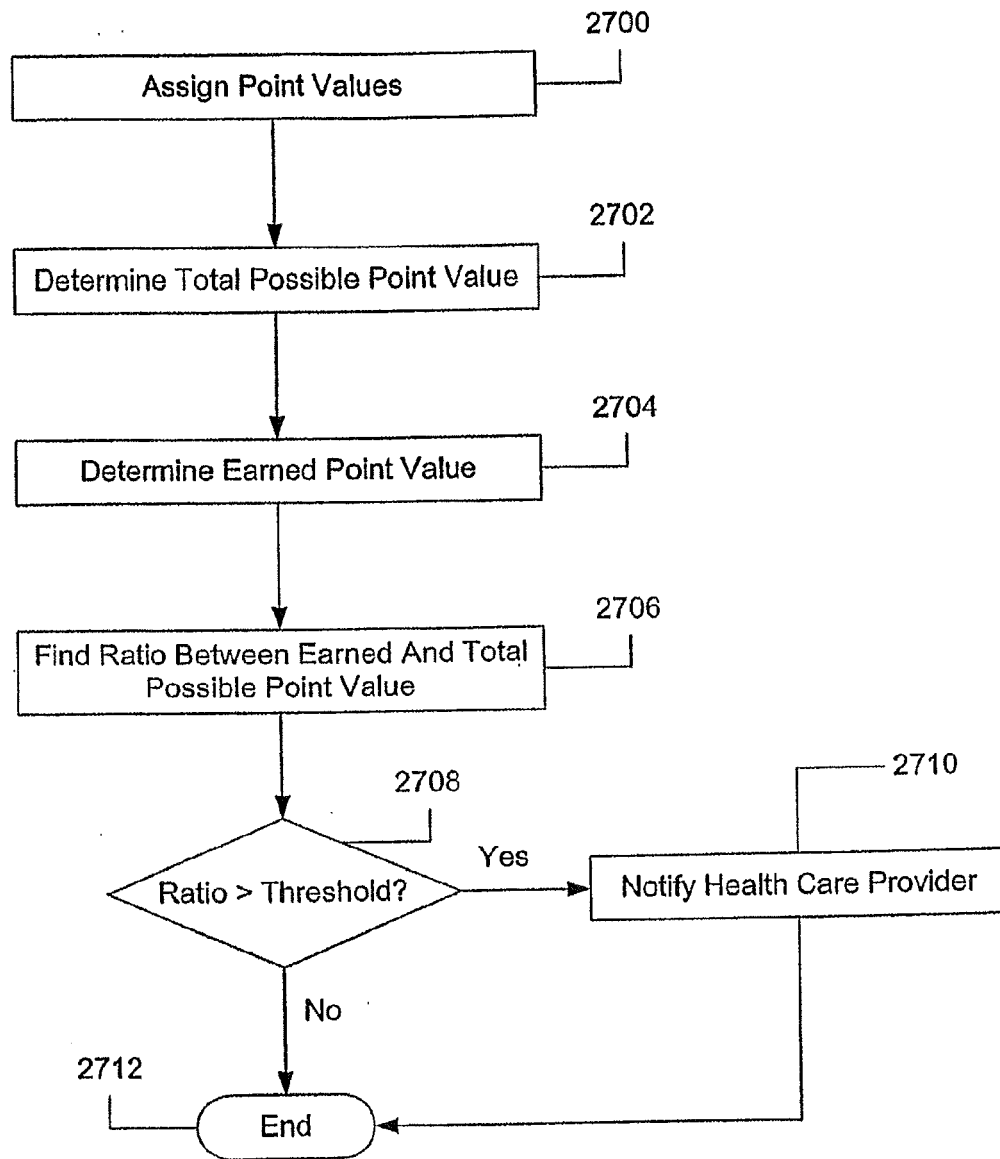 2700
Assign Point Values
2702
Determine Total Possible Point Value
2704
Determine Earned Point Value
2706
Find Ratio Between Earned And Total
Possible Point Value
2708
2710
Ratio > Threshold?
Yes
Notify Health Care Provider
No
2712
End